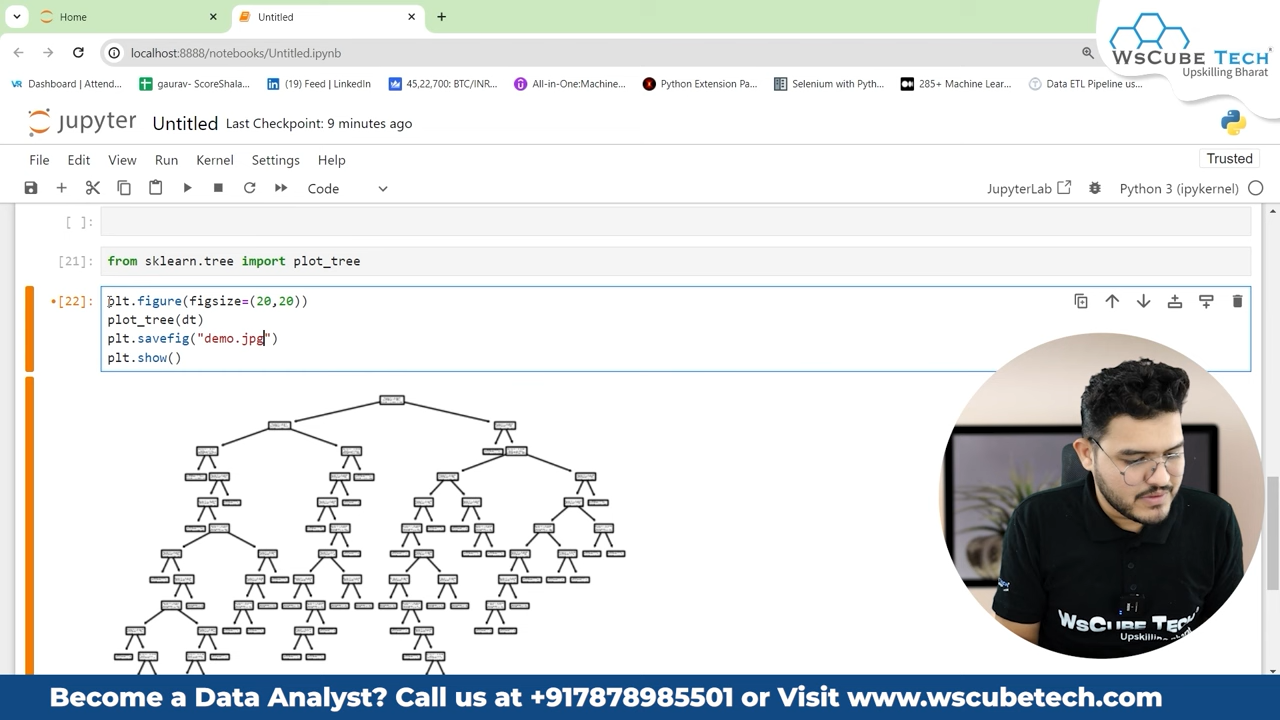 Home
Untitled
WSCUBE TECH
Upskilling Bharat
localhost:8888/notebooks/Untitled.ipynb
Dashboard | Attend...
gaurav- ScoreShala...
(19) Feed | LinkedIn
45,22,700: BTC/INR...
All-in-One:Machine...
Python Extension Pa...
Selenium with Pyth...
285+ Machine Lear...
Data ETL Pipeline us...
jupyter Untitled Last Checkpoint: 9 minutes ago
File Edit View Run Kernel Settings Help
Trusted
Code
JupyterLab
Python 3 (ipykernel)
[ ]:
[21]: from sklearn.tree import plot_tree
[22]: plt.figure(figsize=(20,20))
plot_tree(dt)
plt.savefig("demo.jpg")
plt.show()
WSCUBE TECH
Become a Data Analyst? Call us at +917878985501 or Visit www.wscubetech.com